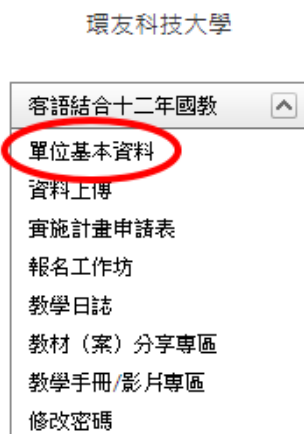 環友科技大學
客語結合十二年國教
單位基本資料
資料上傳
實施計畫申請表
報名工作坊
教學日誌
教材（案）分享專區
教學手冊/影片專區
修改密碼